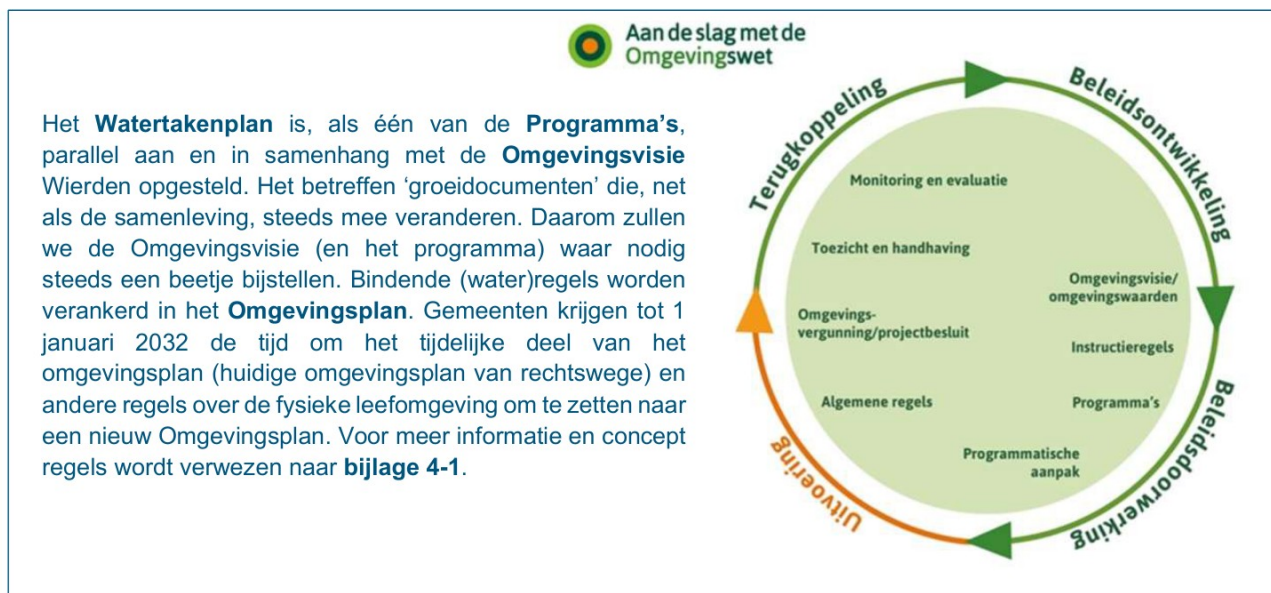 Aan de slag met de
Omgevingswet
Het Watertakenplan is, als één van de Programma's,
parallel aan en in samenhang met de Omgevingsvisie
Wierden opgesteld. Het betreffen 'groeidocumenten' die, net
als de samenleving, steeds mee veranderen. Daarom zullen
we de Omgevingsvisie (en het programma) waar nodig
steeds een beetje bijstellen. Bindende (water)regels worden
verankerd in het Omgevingsplan. Gemeenten krijgen tot 1
januari 2032 de tijd om het tijdelijke deel van het
omgevingsplan (huidige omgevingsplan van rechtswege) en
andere regels over de fysieke leefomgeving om te zetten naar
een nieuw Omgevingsplan. Voor meer informatie en concept
regels wordt verwezen naar bijlage 4-1.
Terugkoppeling
Beleidsontwikkeling
Monitoring en evaluatie
Toezicht en handhaving
Omgevingsvisie/
omgevingswaarden
Omgevings-
vergunning/projectbesluit
Instructieregels
Algemene regels
Programma's
Programmatische
aanpak
Uitvoering
Beleidsdoorwerking